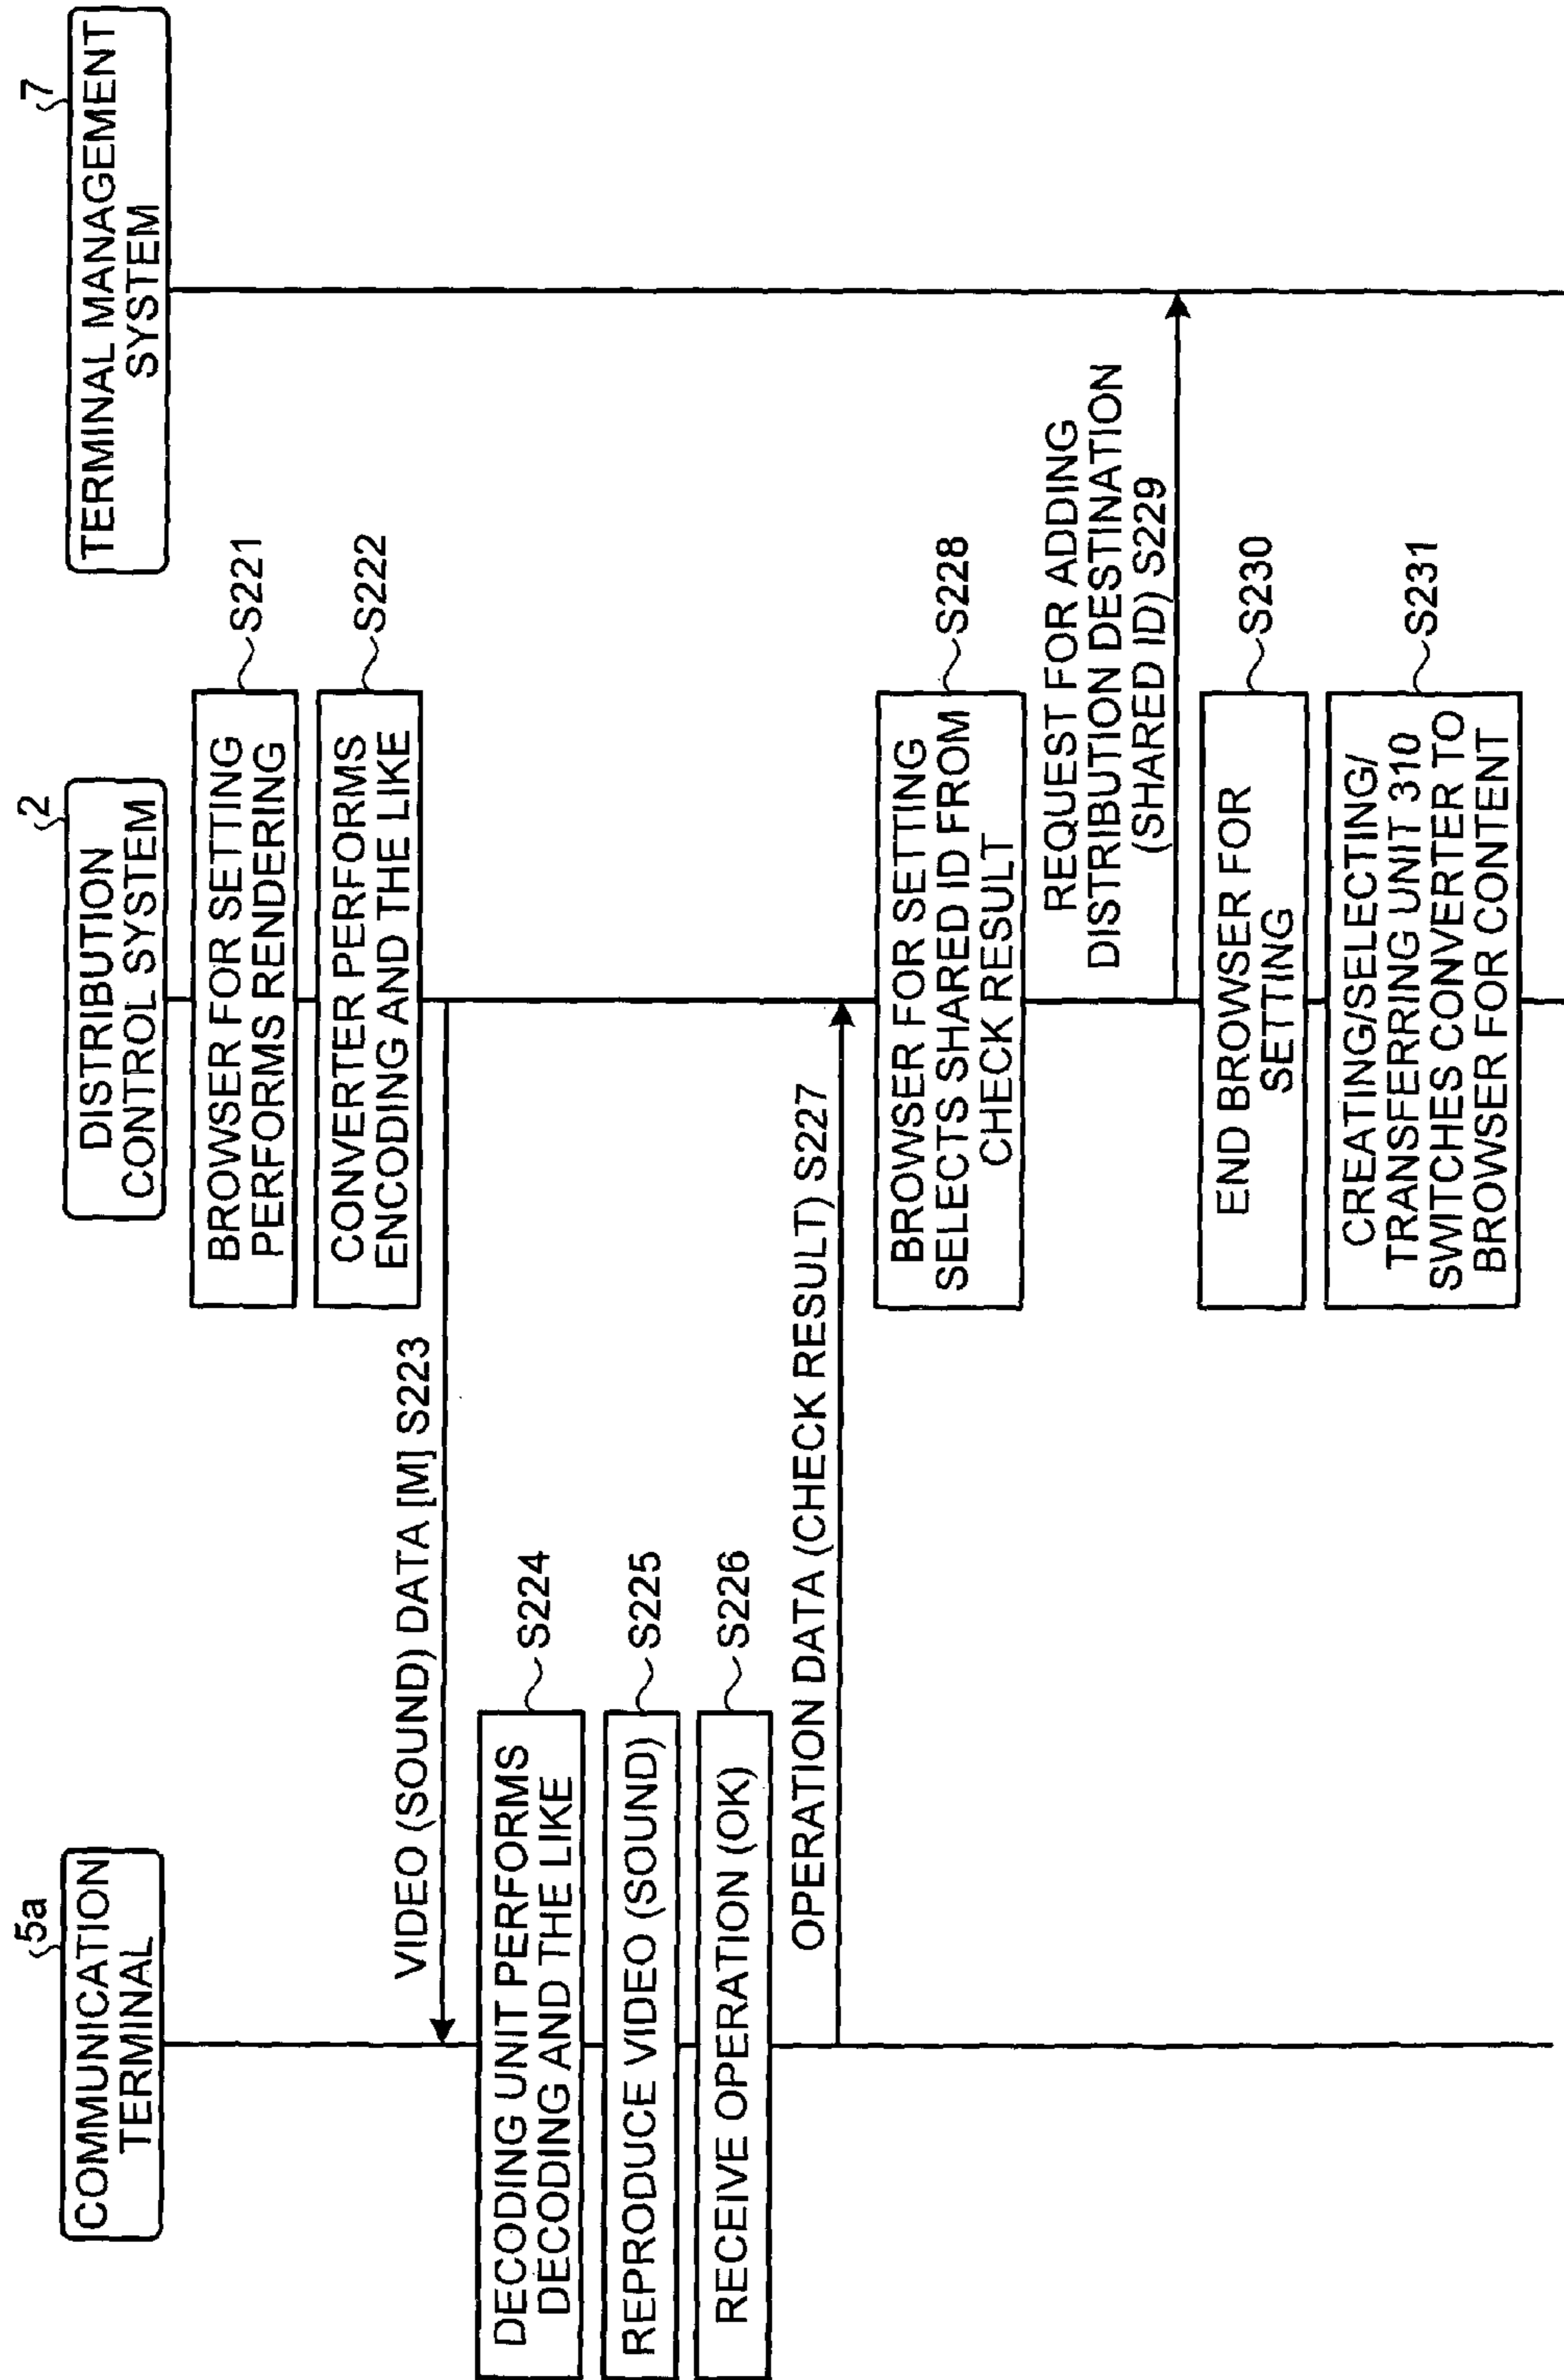 5a
COMMUNICATION
TERMINAL
2
DISTRIBUTION
CONTROL SYSTEM
7
TERMINAL MANAGEMENT
SYSTEM
BROWSER FOR SETTING
PERFORMS RENDERING
S221
CONVERTER PERFORMS
ENCODING AND THE LIKE
S222
VIDEO (SOUND) DATA [M] S223
DECODING UNIT PERFORMS
DECODING AND THE LIKE
S224
REPRODUCE VIDEO (SOUND)
S225
RECEIVE OPERATION (OK)
S226
OPERATION DATA (CHECK RESULT) S227
BROWSER FOR SETTING
SELECTS SHARED ID FROM
CHECK RESULT
S228
REQUEST FOR ADDING
DISTRIBUTION DESTINATION
(SHARED ID) S229
END BROWSER FOR
SETTING
S230
CREATING/SELECTING/
TRANSFERRING UNIT 310
SWITCHES CONVERTER TO
BROWSER FOR CONTENT
S231